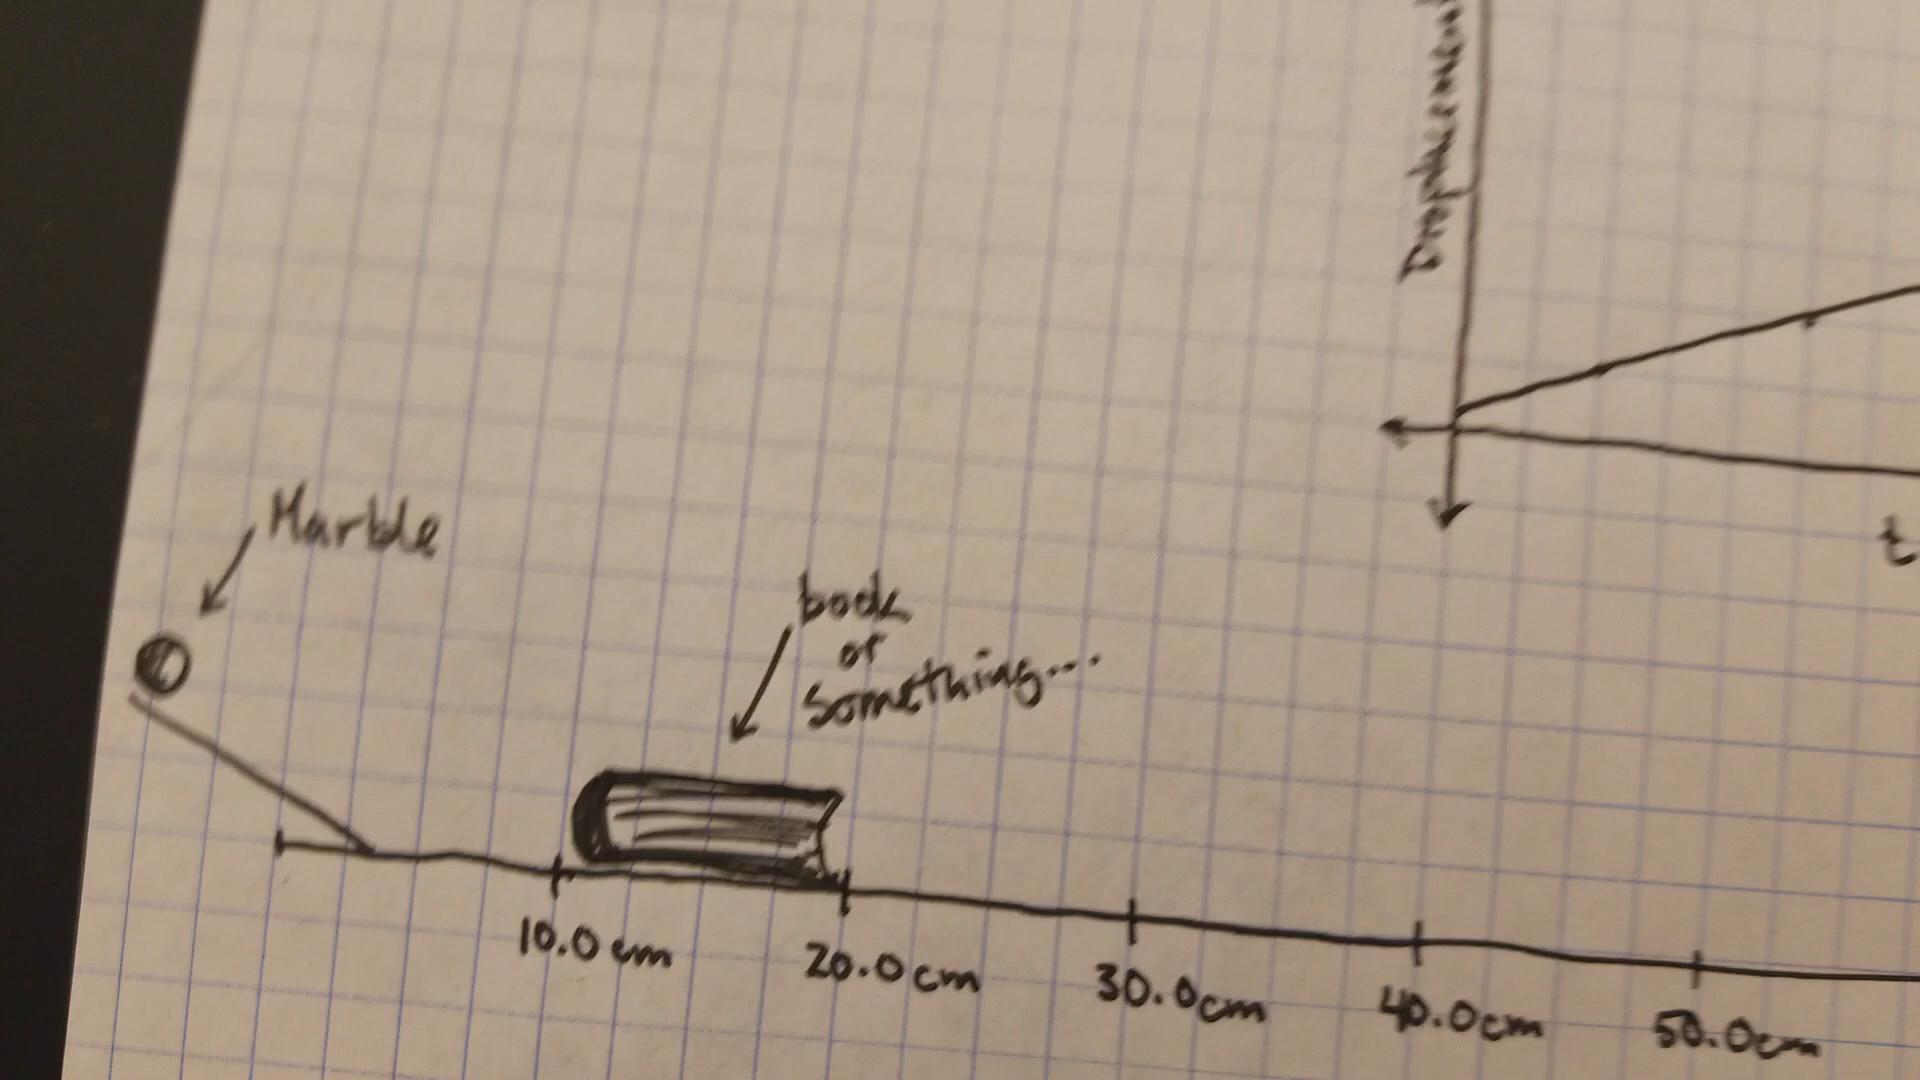 Displacement
Marble
book
or
something...
10.0 cm
20.0 cm
30.0 cm
40.0 cm
50.0 cm
t